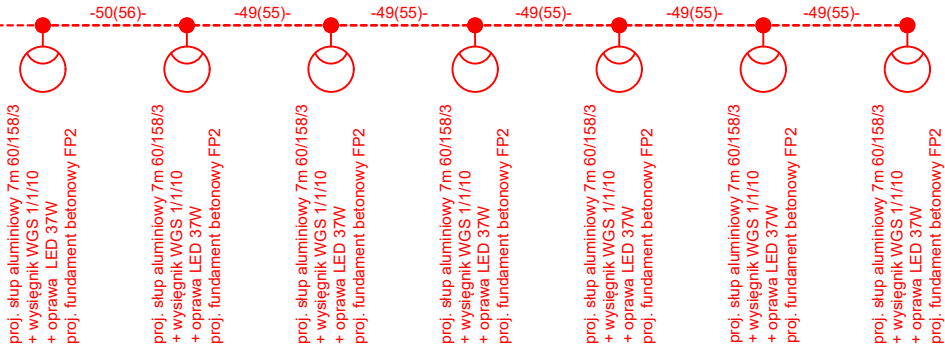 -50(56)-
-49(55)-
-49(55)-
-49(55)-
-49(55)-
-49(55)-
proj. słup aluminiowy 7m 60/158/3
+ wysięgnik WGS 1/1/10
+ oprawa LED 37W
proj. fundament betonowy FP2
proj. słup aluminiowy 7m 60/158/3
+ wysięgnik WGS 1/1/10
+ oprawa LED 37W
proj. fundament betonowy FP2
proj. słup aluminiowy 7m 60/158/3
+ wysięgnik WGS 1/1/10
+ oprawa LED 37W
proj. fundament betonowy FP2
proj. słup aluminiowy 7m 60/158/3
+ wysięgnik WGS 1/1/10
+ oprawa LED 37W
proj. fundament betonowy FP2
proj. słup aluminiowy 7m 60/158/3
+ wysięgnik WGS 1/1/10
+ oprawa LED 37W
proj. fundament betonowy FP2
proj. słup aluminiowy 7m 60/158/3
+ wysięgnik WGS 1/1/10
+ oprawa LED 37W
proj. fundament betonowy FP2
proj. słup aluminiowy 7m 60/158/3
+ wysięgnik WGS 1/1/10
+ oprawa LED 37W
proj. fundament betonowy FP2